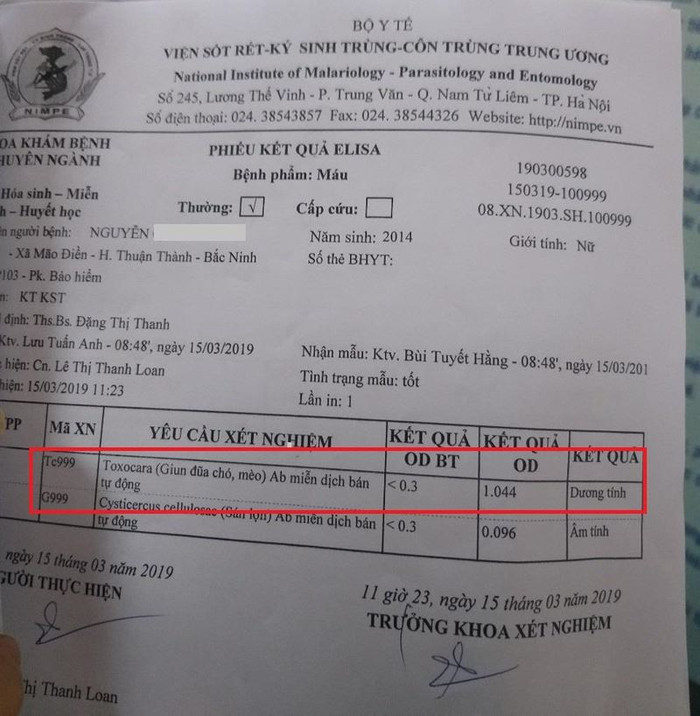 BỘ Y TẾ
VIỆN SỐT RÉT-KÝ SINH TRÙNG-CÔN TRÙNG TRUNG ƯƠNG
National Institute of Malariology - Parasitology and Entomology
Số 245, Lương Thế Vinh - P. Trung Văn - Q. Nam Từ Liêm - TP. Hà Nội
Số điện thoại: 024. 38543857 Fax: 024. 38544326 Website: http://nimpe.vn
NIMPE
OA KHÁM BỆNH
HUYÊN NGÀNH
PHIẾU KẾT QUẢ ELISA
Bệnh phẩm: Máu
190300598
150319-100999
08.XN.1903.SH.100999
Hóa sinh – Miễn
h – Huyết học
Thường: √ Cấp cứu:
ên người bệnh: NGUYỄN
Năm sinh: 2014
Giới tính: Nữ
- Xã Mão Điền - H. Thuận Thành - Bắc Ninh
Số thẻ BHYT:
103 - Pk. Bảo hiểm
n: KT KST
ỉ định: Ths.Bs. Đặng Thị Thanh
Ktv. Lưu Tuấn Anh - 08:48', ngày 15/03/2019
Nhận mẫu: Ktv. Bùi Tuyết Hằng - 08:48', ngày 15/03/201
c hiện: Cn. Lê Thị Thanh Loan
Tình trạng mẫu: tốt
hiện: 15/03/2019 11:23
Lần in: 1
PP Mã XN YÊU CẦU XÉT NGHIỆM KẾT QUẢ OD BT KẾT QUẢ OD KẾT QUẢ
Tc999 Toxocara (Giun đũa chó, mèo) Ab miễn dịch bán tự động < 0.3 1.044 Dương tính
G999 Cysticercus cellulosae (Sán lợn) Ab miễn dịch bán tự động < 0.3 0.096 Âm tính
ngày 15 tháng 03 năm 2019
GƯỜI THỰC HIỆN
11 giờ 23, ngày 15 tháng 03 năm 2019
TRƯỞNG KHOA XÉT NGHIỆM
hị Thanh Loan